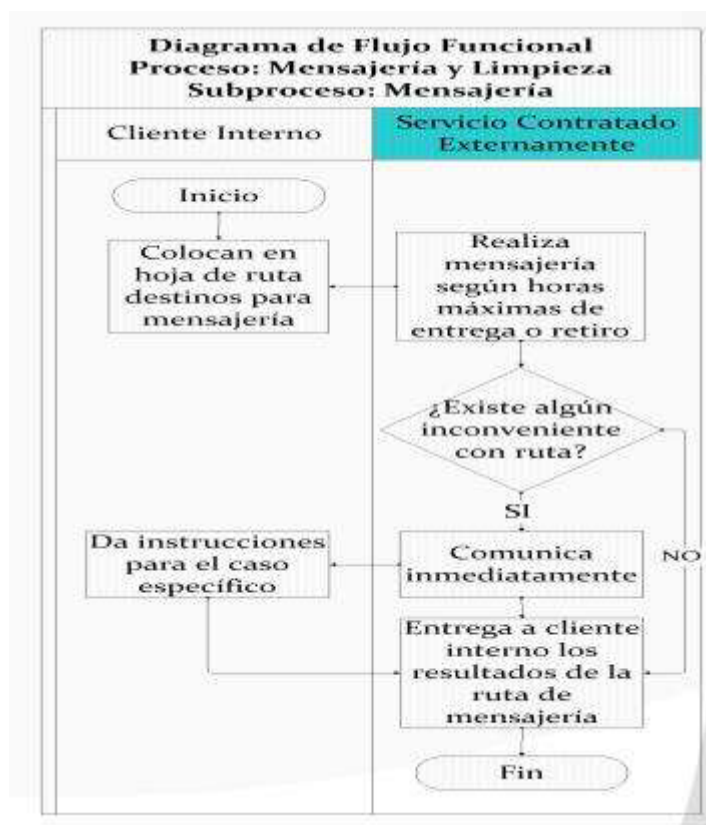 Diagrama de Flujo Funcional
Proceso: Mensajería y Limpieza
Subproceso: Mensajería
Cliente Interno
Servicio Contratado
Externamente
Inicio
Colocan en
hoja de ruta
destinos para
mensajería
Realiza
mensajería
según horas
máximas de
entrega o retiro
¿Existe algún
inconveniente
con ruta?
SI
NO
Da instrucciones
para el caso
específico
Comunica
inmediatamente
Entrega a cliente
interno los
resultados de la
ruta de
mensajería
Fin